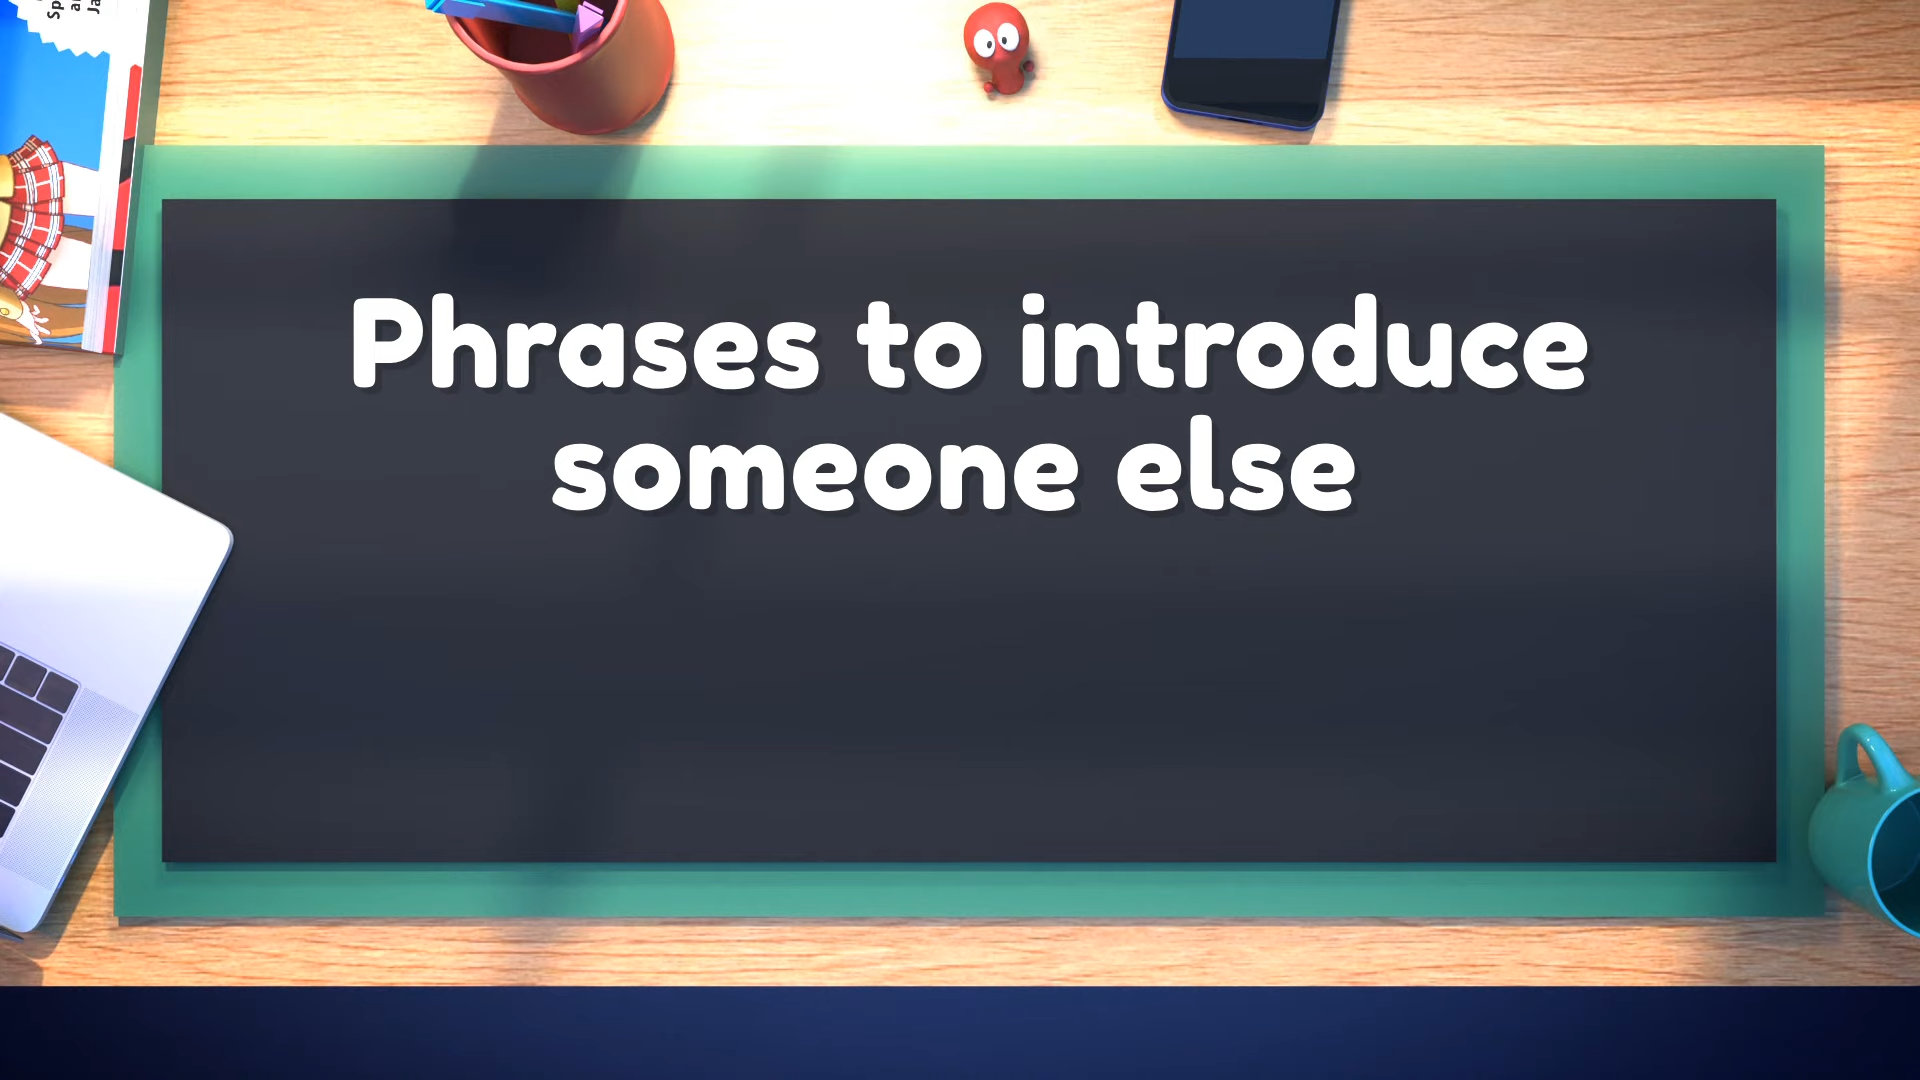 Phrases to introduce
someone else